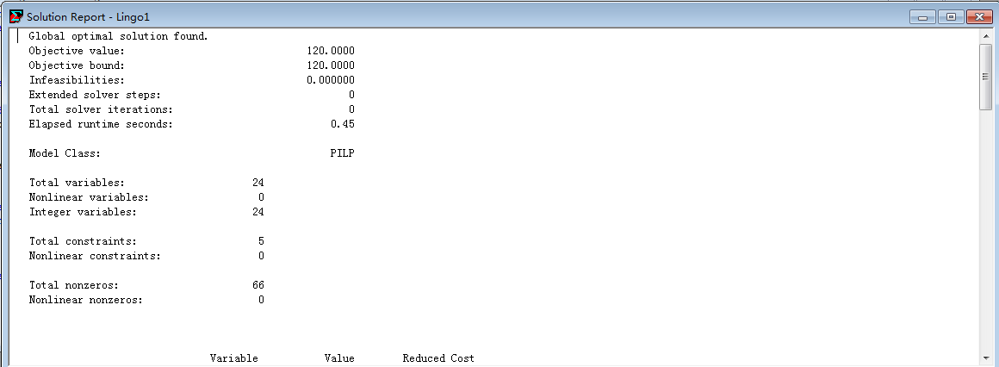 Solution Report - Lingo1
Global optimal solution found.
Objective value: 120.0000
Objective bound: 120.0000
Infeasibilities: 0.000000
Extended solver steps: 0
Total solver iterations: 0
Elapsed runtime seconds: 0.45
Model Class: PILP
Total variables: 24
Nonlinear variables: 0
Integer variables: 24
Total constraints: 5
Nonlinear constraints: 0
Total nonzeros: 66
Nonlinear nonzeros: 0
Variable Value Reduced Cost